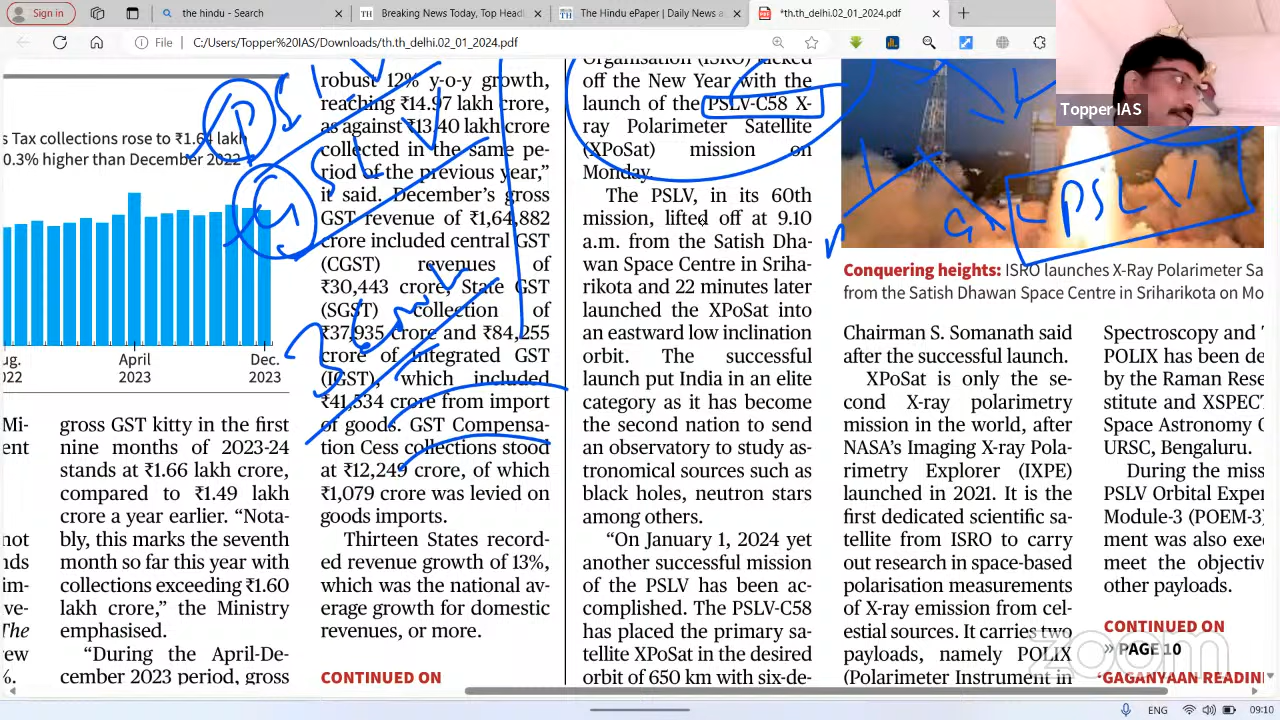 Sign in
the hindu - Search
Breaking News Today, Top Headl
The Hindu ePaper | Daily News a
*th.th_delhi.02_01_2024.pdf
File
C:/Users/Topper%20IAS/Downloads/th.th_delhi.02_01_2024.pdf
Topper IAS
s Tax collections rose to ₹1.64 lakh
0.3% higher than December 2022
ug.
022
April
2023
Dec.
2023
Mi-
ent
not
nds
im-
ve-
The
ew
%.
gross GST kitty in the first
nine months of 2023-24
stands at ₹1.66 lakh crore,
compared to ₹1.49 lakh
crore a year earlier. “Nota-
bly, this marks the seventh
month so far this year with
collections exceeding ₹1.60
lakh crore,” the Ministry
emphasised.
“During the April-De-
cember 2023 period, gross
robust 12% y-o-y growth,
reaching ₹14.97 lakh crore,
as against ₹13.40 lakh crore
collected in the same pe-
riod of the previous year,”
it said. December’s gross
GST revenue of ₹1,64,882
crore included central GST
(CGST) revenues of
₹30,443 crore, State GST
(SGST) collection of
₹37,935 crore and ₹84,255
crore of Integrated GST
(IGST), which included
₹41,534 crore from import
of goods. GST Compensa-
tion Cess collections stood
at ₹12,249 crore, of which
₹1,079 crore was levied on
goods imports.
Thirteen States record-
ed revenue growth of 13%,
which was the national av-
erage growth for domestic
revenues, or more.
CONTINUED ON
Organisation (ISRO) kicked
off the New Year with the
launch of the PSLV-C58 X-
ray Polarimeter Satellite
(XPoSat) mission on
Monday.
The PSLV, in its 60th
mission, lifted off at 9.10
a.m. from the Satish Dha-
wan Space Centre in Sriha-
rikota and 22 minutes later
launched the XPoSat into
an eastward low inclination
orbit. The successful
launch put India in an elite
category as it has become
the second nation to send
an observatory to study as-
tronomical sources such as
black holes, neutron stars
among others.
“On January 1, 2024 yet
another successful mission
of the PSLV has been ac-
complished. The PSLV-C58
has placed the primary sa-
tellite XPoSat in the desired
orbit of 650 km with six-de-
PSLV
Conquering heights: ISRO launches X-Ray Polarimeter Sa
from the Satish Dhawan Space Centre in Sriharikota on Mo
Chairman S. Somanath said
after the successful launch.
XPoSat is only the se-
cond X-ray polarimetry
mission in the world, after
NASA’s Imaging X-ray Pola-
rimetry Explorer (IXPE)
launched in 2021. It is the
first dedicated scientific sa-
tellite from ISRO to carry
out research in space-based
polarisation measurements
of X-ray emission from cel-
estial sources. It carries two
payloads, namely POLIX
(Polarimeter Instrument in
Spectroscopy and
POLIX has been de
by the Raman Rese
stitute and XSPECT
Space Astronomy G
URSC, Bengaluru.
During the miss
PSLV Orbital Exper
Module-3 (POEM-3)
ment was also exec
meet the objectiv
other payloads.
CONTINUED ON
» PAGE 10
‘GAGANYAAN READIN
zoom
ENG
09:10